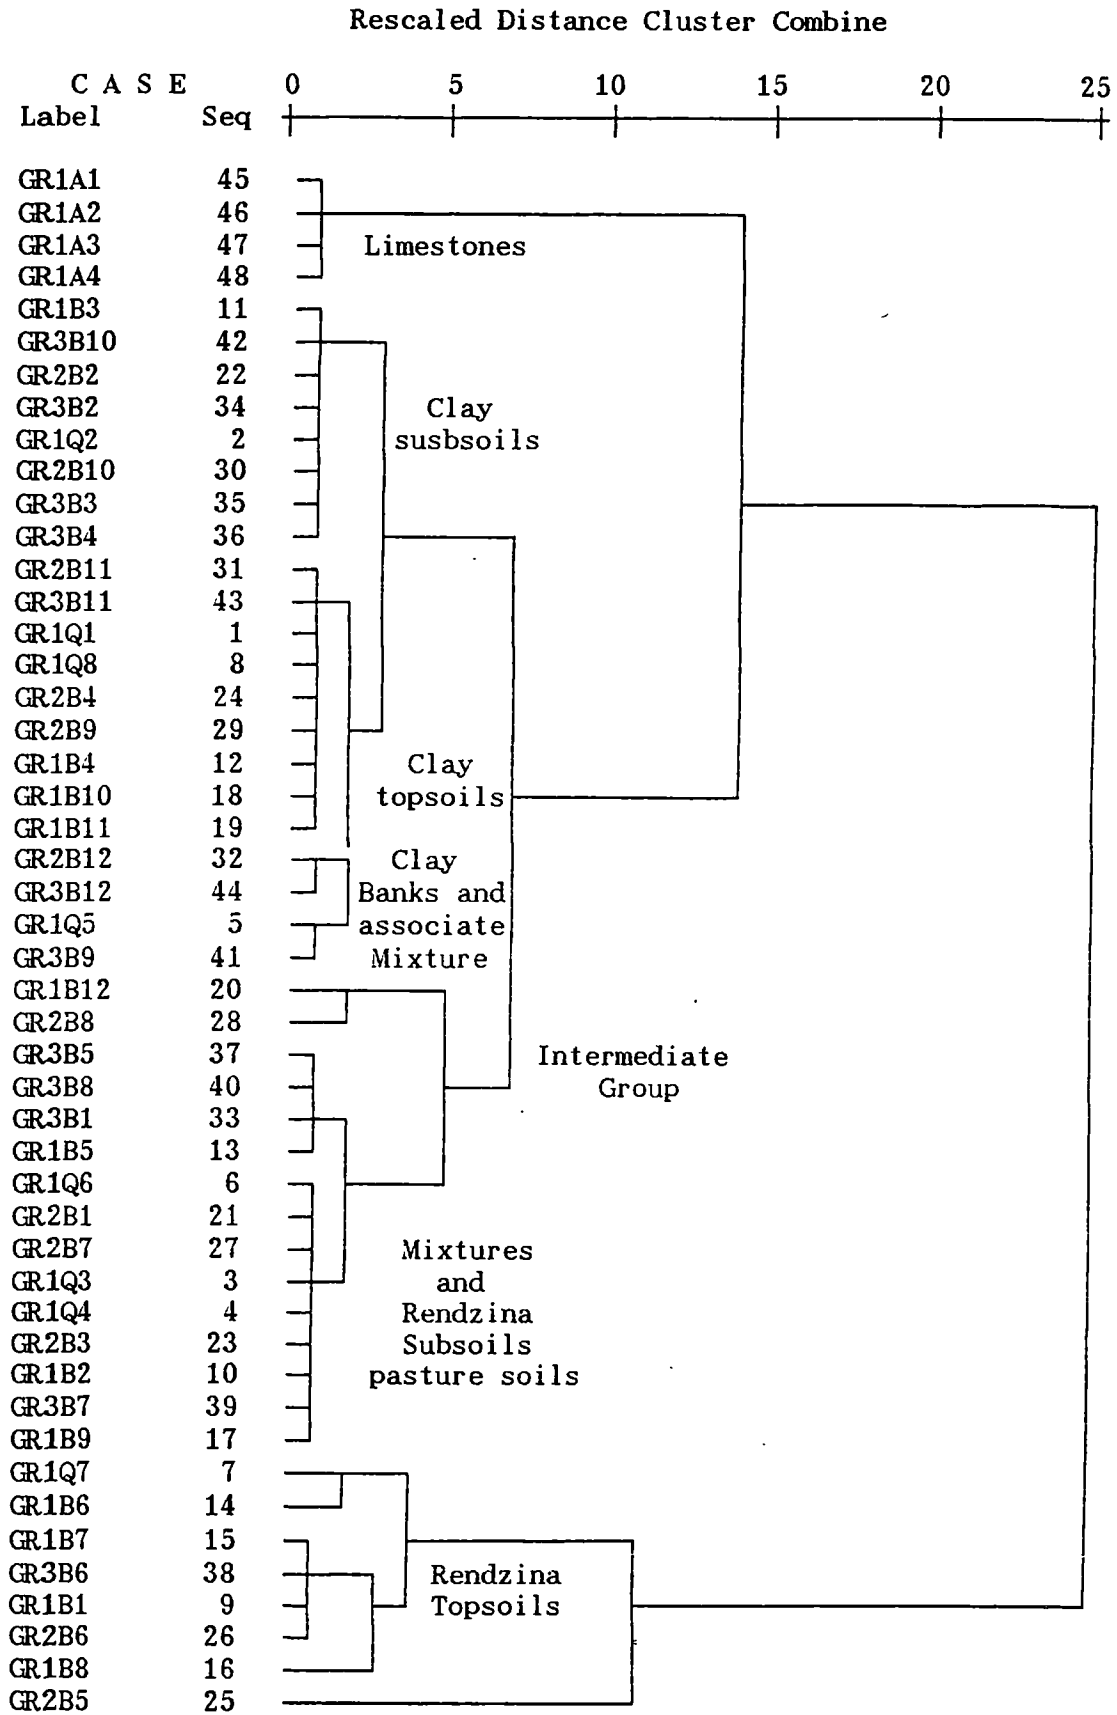 Rescaled Distance Cluster Combine
C A S E 0 5 10 15 20 25
Label Seq
GR1A1 45
GR1A2 46
GR1A3 47 Limestones
GR1A4 48
GR1B3 11
GR3B10 42
GR2B2 22
GR3B2 34 Clay
GR1Q2 2 susbsoils
GR2B10 30
GR3B3 35
GR3B4 36
GR2B11 31
GR3B11 43
GR1Q1 1
GR1Q8 8
GR2B4 24
GR2B9 29
GR1B4 12 Clay
GR1B10 18 topsoils
GR1B11 19
GR2B12 32 Clay
GR3B12 44 Banks and
GR1Q5 5 associate
GR3B9 41 Mixture
GR1B12 20
GR2B8 28
GR3B5 37 Intermediate
GR3B8 40 Group
GR3B1 33
GR1B5 13
GR1Q6 6
GR2B1 21
GR2B7 27 Mixtures
GR1Q3 3 and
GR1Q4 4 Rendzina
GR2B3 23 Subsoils
GR1B2 10 pasture soils
GR3B7 39
GR1B9 17
GR1Q7 7
GR1B6 14
GR1B7 15
GR3B6 38 Rendzina
GR1B1 9 Topsoils
GR2B6 26
GR1B8 16
GR2B5 25